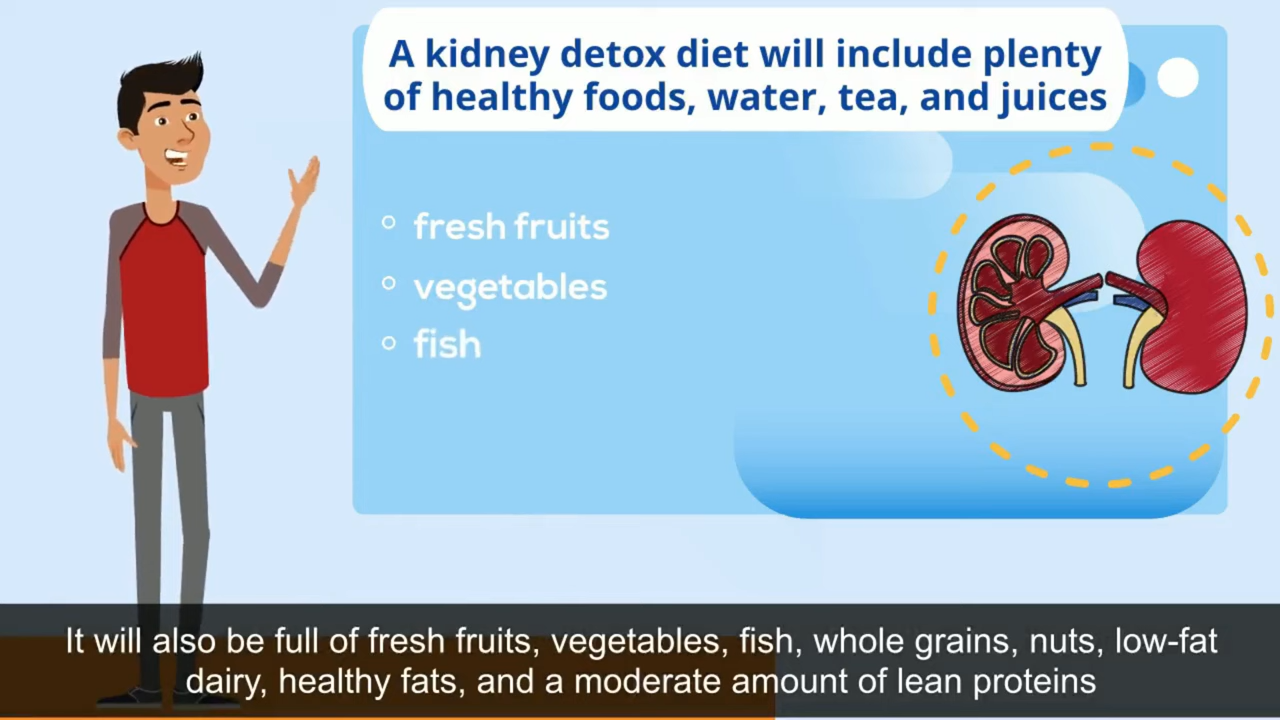 A kidney detox diet will include plenty
of healthy foods, water, tea, and juices
fresh fruits
vegetables
fish
It will also be full of fresh fruits, vegetables, fish, whole grains, nuts, low-fat
dairy, healthy fats, and a moderate amount of lean proteins